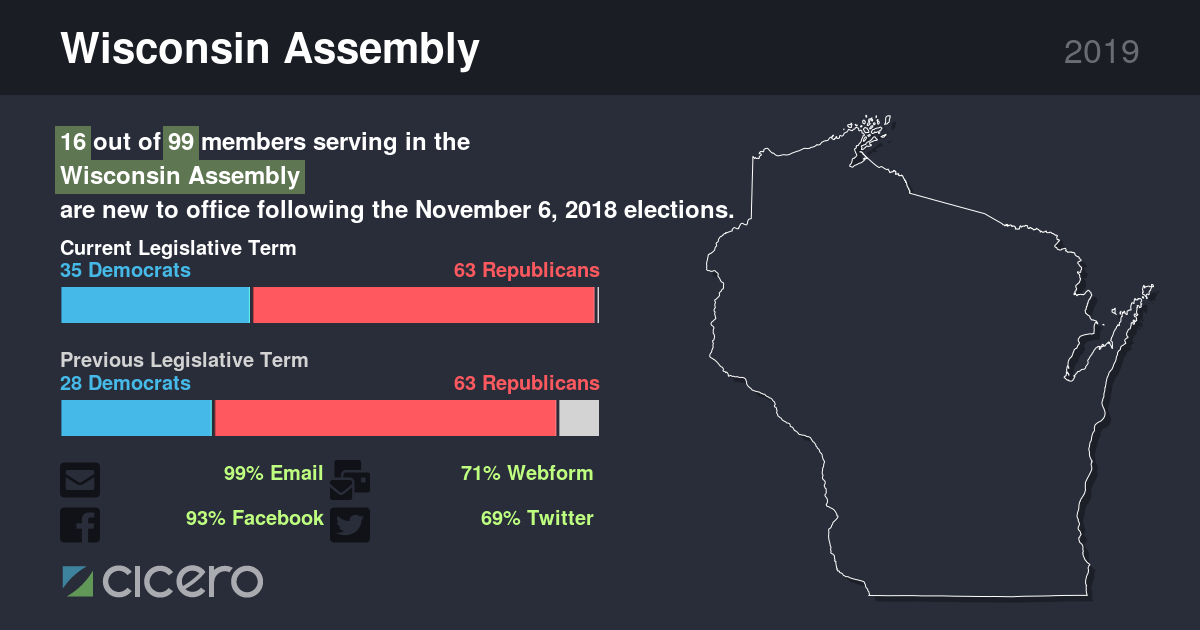 Wisconsin Assembly
2019
16 out of 99 members serving in the
Wisconsin Assembly
are new to office following the November 6, 2018 elections.
Current Legislative Term
35 Democrats 63 Republicans
Previous Legislative Term
28 Democrats 63 Republicans
99% Email 71% Webform
93% Facebook 69% Twitter
cicero